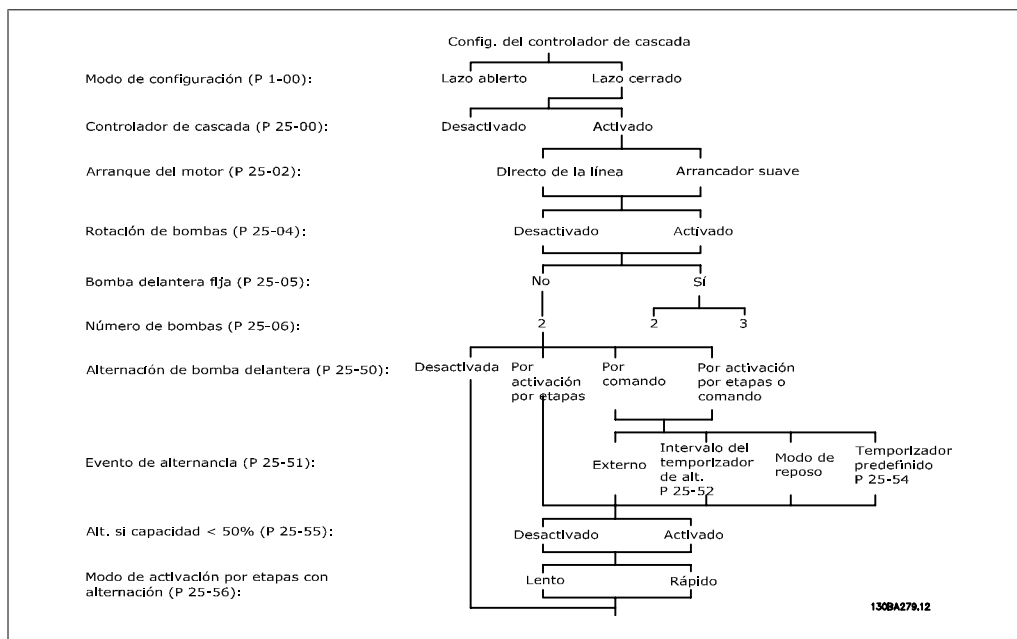 Config. del controlador de cascada
Modo de configuración (P 1-00):
Lazo abierto
Lazo cerrado
Controlador de cascada (P 25-00):
Desactivado
Activado
Arranque del motor (P 25-02):
Directo de la línea
Arrancador suave
Rotación de bombas (P 25-04):
Desactivado
Activado
Bomba delantera fija (P 25-05):
No
Sí
Número de bombas (P 25-06):
2
2
3
Alternación de bomba delantera (P 25-50):
Desactivada
Por
activación
por etapas
Por
comando
Por activación
por etapas o
comando
Evento de alternancia (P 25-51):
Externo
Intervalo del
temporizador
de alt.
P 25-52
Modo de
reposo
Temporizador
predefinido
P 25-54
Alt. si capacidad < 50% (P 25-55):
Desactivado
Activado
Modo de activación por etapas con
alternación (P 25-56):
Lento
Rápido
130BA279.12